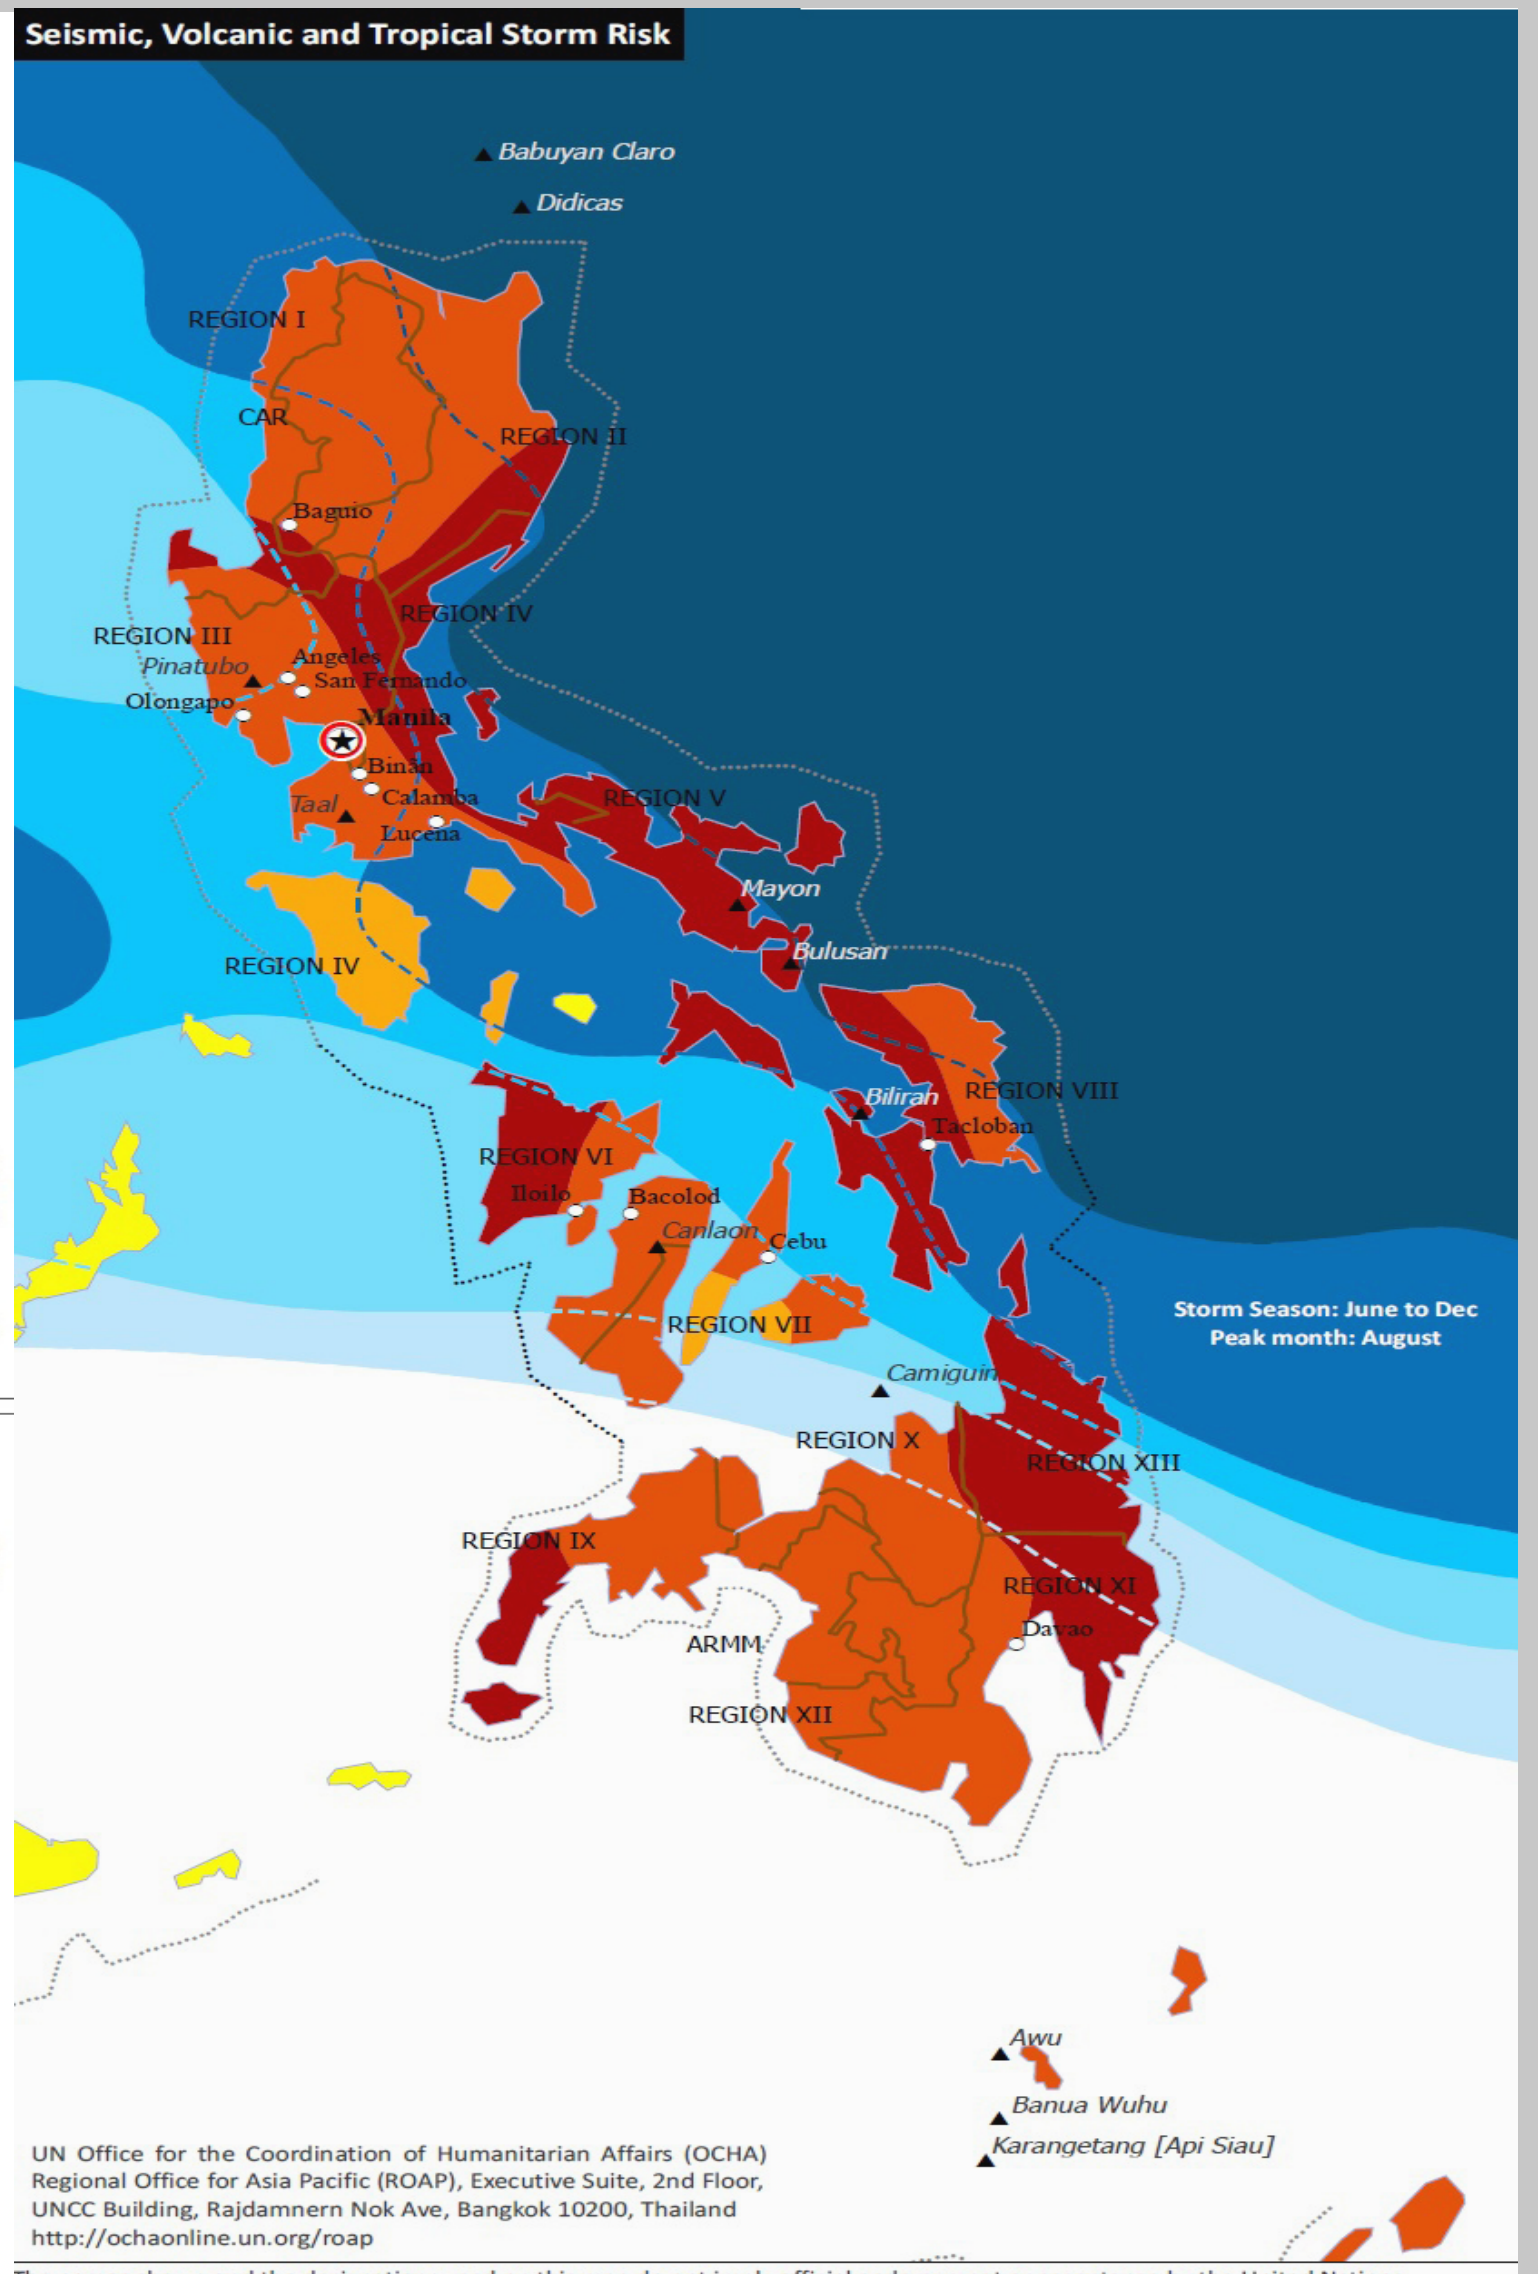 Seismic, Volcanic and Tropical Storm Risk
Babuyan Claro
Didicas
REGION I
CAR
REGION II
Baguio
REGION IV
REGION III
Angeles
Pinatubo
San Fernando
Olongapo
Manila
Binãn
Calamba
Taal
Lucena
REGION V
Mayon
Bulusan
REGION IV
REGION VIII
Biliran
Tacloban
REGION VI
Iloilo
Bacolod
Canlaon
Cebu
REGION VII
Storm Season: June to Dec
Peak month: August
Camiguin
REGION X
REGION XIII
REGION IX
REGION XI
Davao
ARMM
REGION XII
Awu
Banua Wuhu
Karangetang [Api Siau]
UN Office for the Coordination of Humanitarian Affairs (OCHA)
Regional Office for Asia Pacific (ROAP), Executive Suite, 2nd Floor,
UNCC Building, Rajdamnern Nok Ave, Bangkok 10200, Thailand
http://ochaonline.un.org/roap